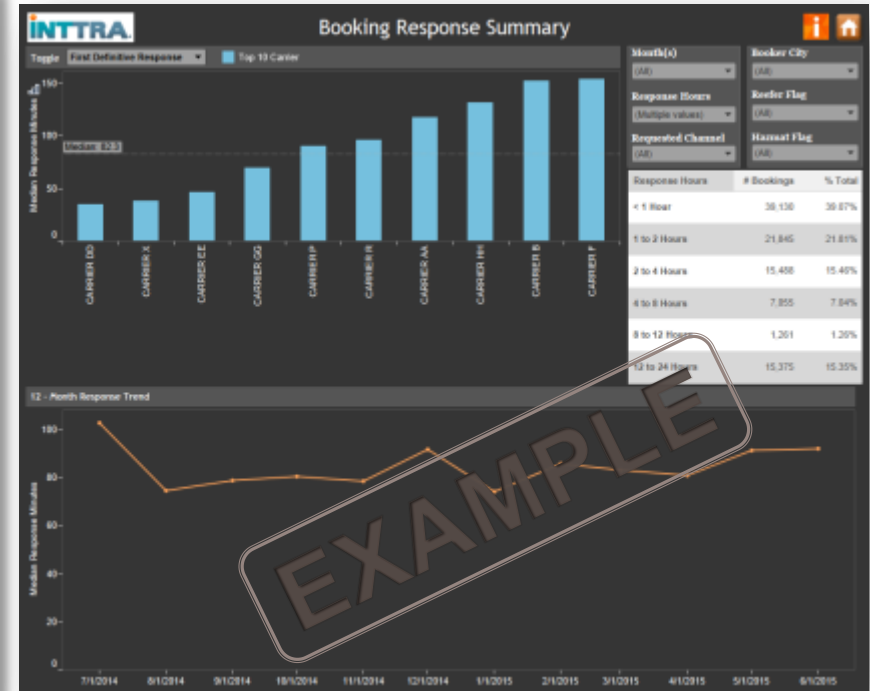 INTTRA.
Booking Response Summary
i
Toggle First Definitive Response
Top 10 Carrier
Month(s)
(All)
Booker City
(All)
Response Hours
(Multiple values)
Reefer Flag
(All)
Requested Channel
(All)
Hazmat Flag
(All)
Median Response Minutes
150
100
50
0
CARRIER DD
CARRIER X
CARRIER EE
CARRIER GG
CARRIER P
CARRIER R
CARRIER AA
CARRIER HH
CARRIER B
CARRIER F
Response Hours # Bookings % Total
< 1 Hour 39.07%
1 to 2 Hours 21,845 21.81%
2 to 4 Hours 15,488 15.46%
4 to 8 Hours 7,855 7.84%
8 to 12 Hours 1,261 1.26%
12 to 24 Hours 15,375 15.35%
12 - Month Response Trend
Median Response Minutes
100
80
60
40
20
0
7/1/2014 8/1/2014 9/1/2014 10/1/2014 11/1/2014 12/1/2014 1/1/2015 2/1/2015 3/1/2015 4/1/2015 5/1/2015 6/1/2015
EXAMPLE